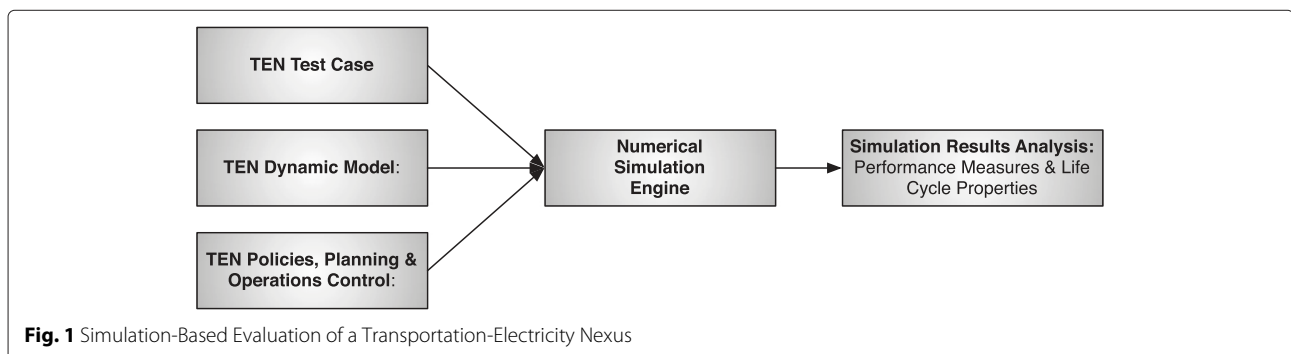 TEN Test Case
TEN Dynamic Model:
TEN Policies, Planning &
Operations Control:
Numerical
Simulation
Engine
Simulation Results Analysis:
Performance Measures & Life
Cycle Properties
Fig. 1 Simulation-Based Evaluation of a Transportation-Electricity Nexus